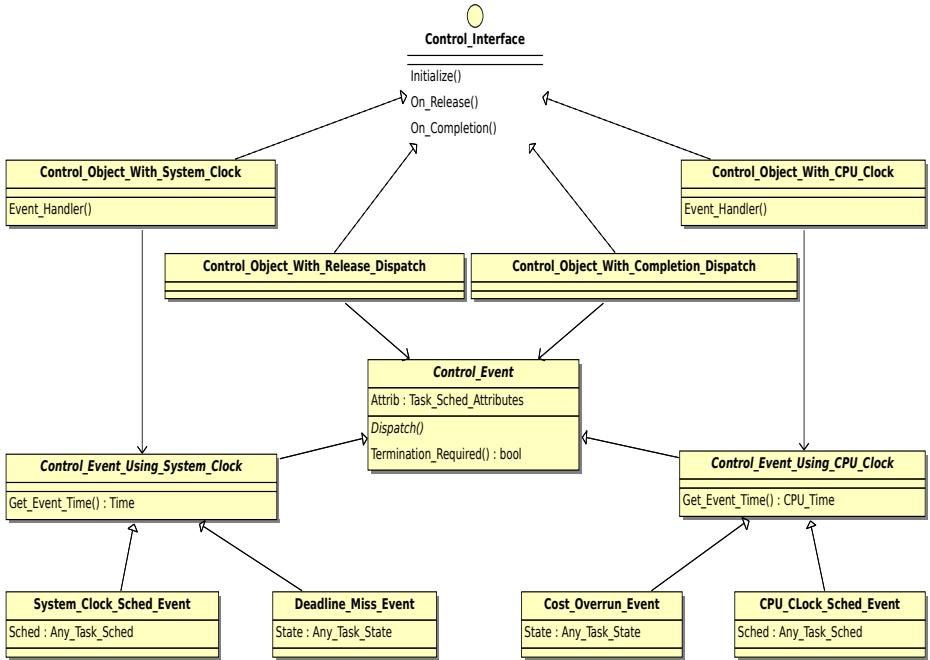 Control_Interface
Initialize()
On_Release()
On_Completion()
Control_Object_With_System_Clock
Event_Handler()
Control_Object_With_CPU_Clock
Event_Handler()
Control_Object_With_Release_Dispatch
Control_Object_With_Completion_Dispatch
Control_Event
Attrib : Task_Sched_Attributes
Dispatch()
Termination_Required() : bool
Control_Event_Using_System_Clock
Get_Event_Time() : Time
Control_Event_Using_CPU_Clock
Get_Event_Time() : CPU_Time
System_Clock_Sched_Event
Sched : Any_Task_Sched
Deadline_Miss_Event
State : Any_Task_State
Cost_Overrun_Event
State : Any_Task_State
CPU_CLock_Sched_Event
Sched : Any_Task_Sched